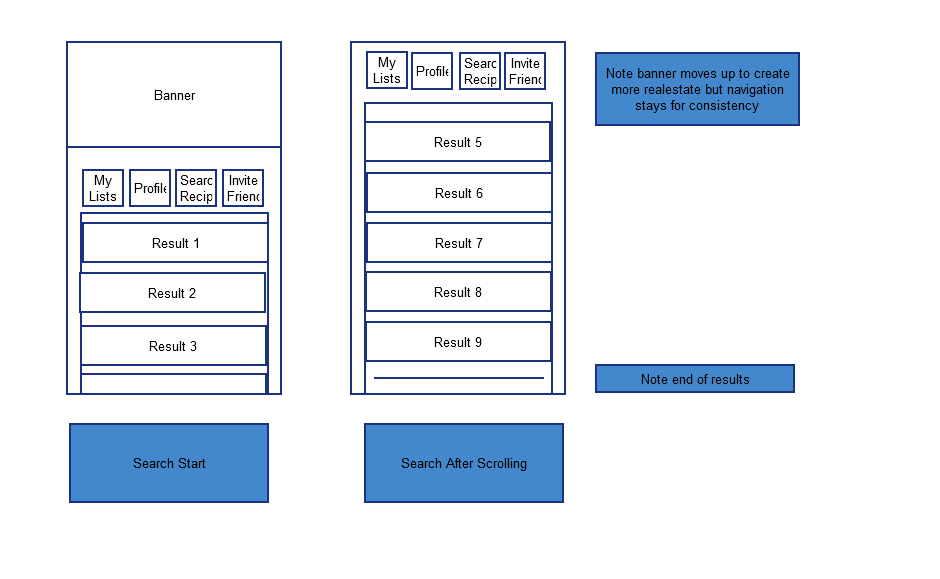 Banner
My
Lists
Profile
Searc
Recip
Invite
Frienc
Result 1
Result 2
Result 3
Search Start
My
Lists
Profile
Searc
Recip
Invite
Frienc
Result 5
Result 6
Result 7
Result 8
Result 9
Search After Scrolling
Note banner moves up to create
more realestate but navigation
stays for consistency
Note end of results